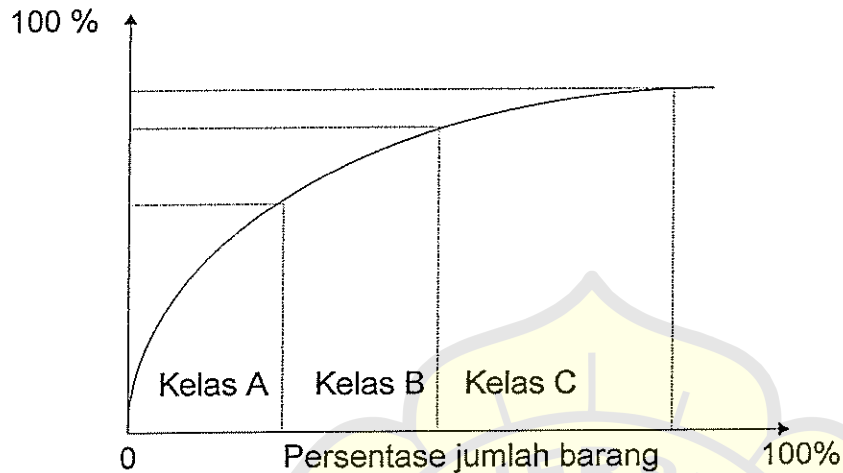 100 %
Kelas A
Kelas B
Kelas C
0
Persentase jumlah barang
100%